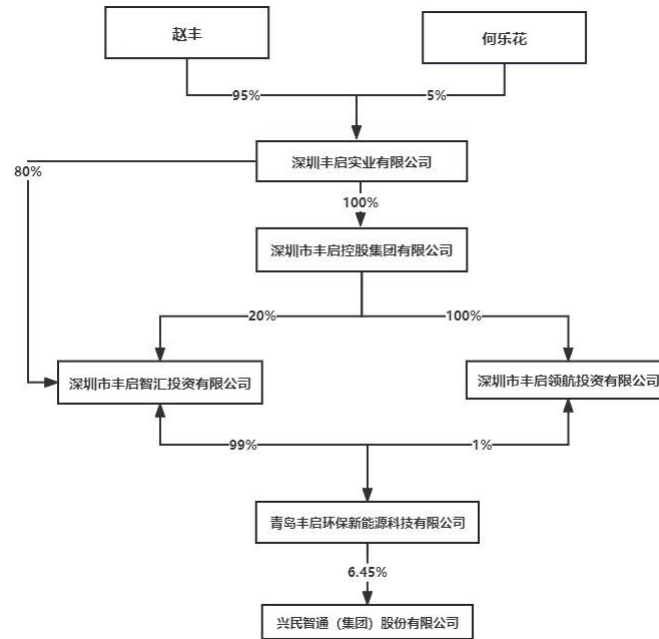 赵丰
何乐花
95%
5%
深圳丰启实业有限公司
80%
100%
深圳市丰启控股集团有限公司
20%
100%
深圳市丰启智汇投资有限公司
深圳市丰启领航投资有限公司
99%
1%
青岛丰启环保新能源科技有限公司
6.45%
兴民智通（集团）股份有限公司